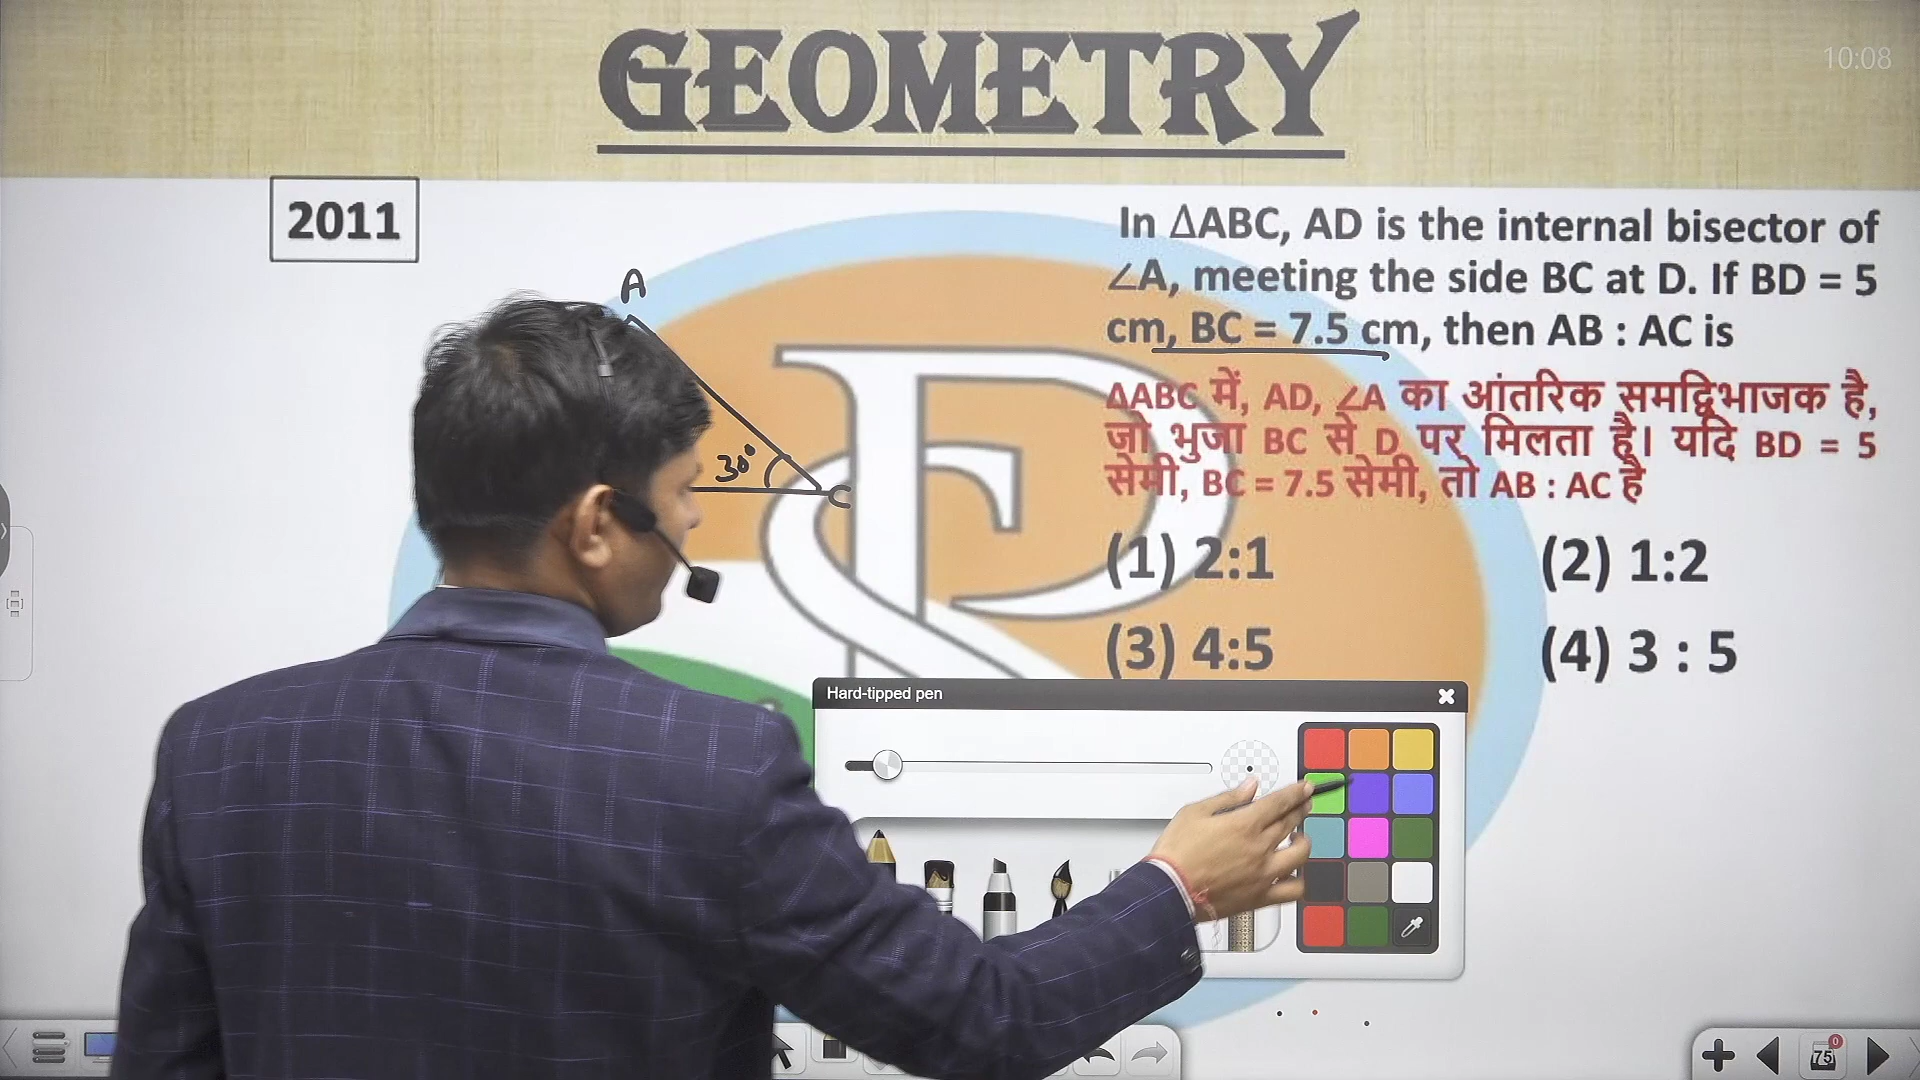 GEOMETRY
10:08
2011
In ΔABC, AD is the internal bisector of
∠A, meeting the side BC at D. If BD = 5
cm, BC = 7.5 cm, then AB : AC is
ΔABC में, AD, ∠A का आंतरिक समद्विभाजक है,
जो भुजा BC से D पर मिलता है। यदि BD = 5
सेमी, BC = 7.5 सेमी, तो AB : AC है
(1) 2:1
(2) 1:2
(3) 4:5
(4) 3 : 5
A
30°
C
Hard-tipped pen
75
0